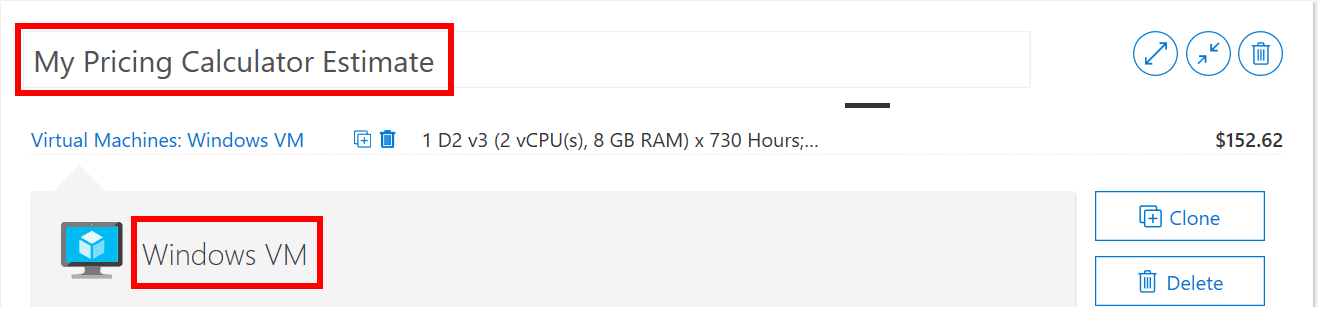 My Pricing Calculator Estimate
Virtual Machines: Windows VM 1 D2 v3 (2 vCPU(s), 8 GB RAM) x 730 Hours;... $152.62
Windows VM
Clone
Delete